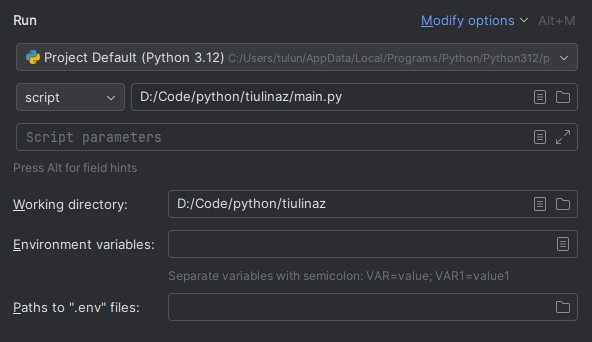 Run
Modify options Alt+M
Project Default (Python 3.12) C:/Users/tulun/AppData/Local/Programs/Python/Python312/p
script D:/Code/python/tiulinaz/main.py
Script parameters
Press Alt for field hints
Working directory: D:/Code/python/tiulinaz
Environment variables:
Separate variables with semicolon: VAR=value; VAR1=value1
Paths to ".env" files: